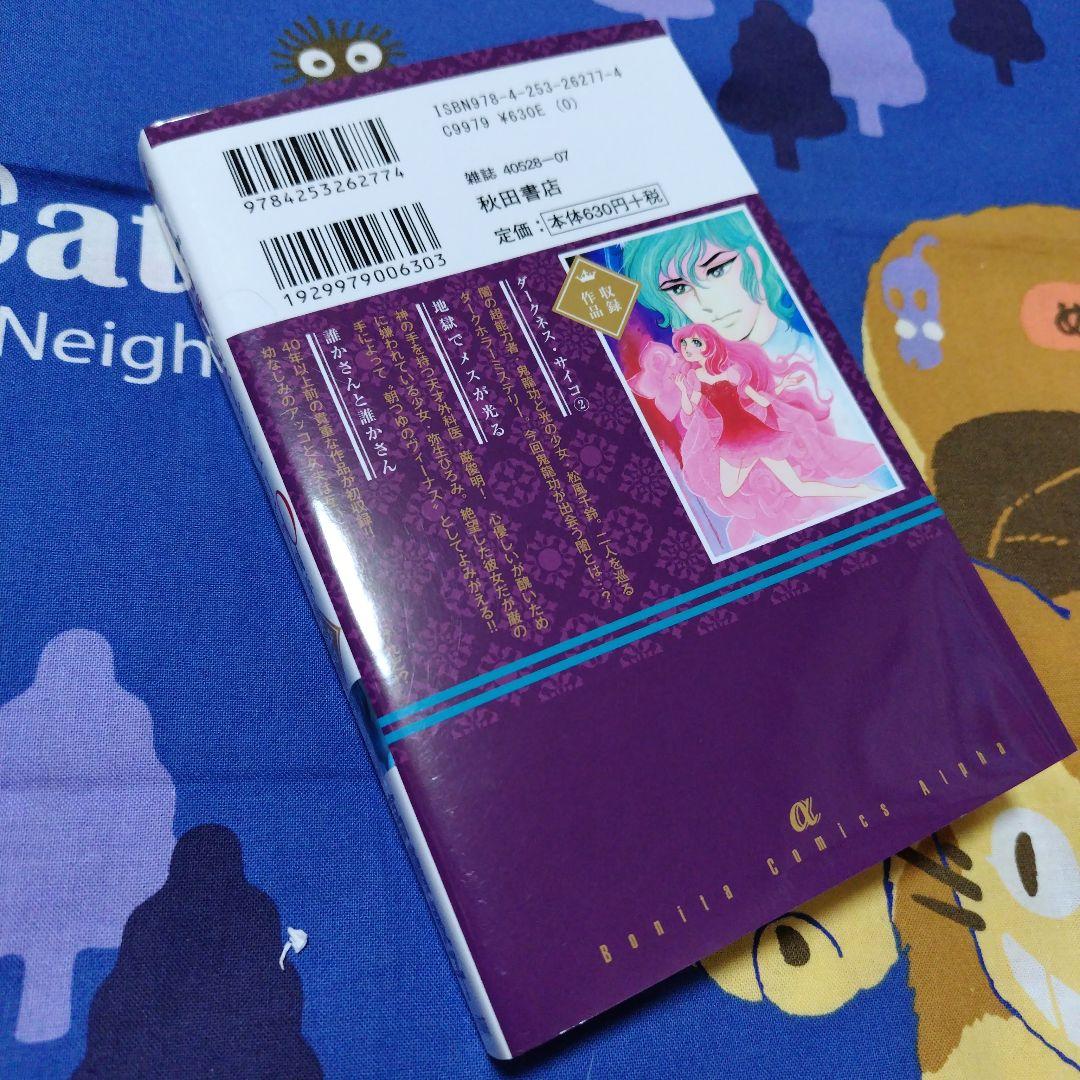 ISBN978-4-253-26277-4
C9979 ¥630E (0)
9784253262774
雑誌 40528-07
秋田書店
定価：本体630円＋税
1929979006303
収録
作品
ダークネス・サイコ②
闇の超能力者・鬼龍功と光の少女・松風千鈴。二人を巡る
ダークホラーミステリー。今回鬼龍功が出会う闇とは…？
地獄でメスが光る
神の手を持つ天才外科医・巌俊明！　心優しいが醜いため
に嫌われている少女・弥生ひろみ。絶望した彼女だが巌の
手によって〝朝つゆのヴィーナス〟としてよみがえる!!
誰かさんと誰かさん
40年以上前の貴重な作品が初収録!!
幼なじみのアッコと
α
Bonita Comics Alpha
Cat
Neigh
め